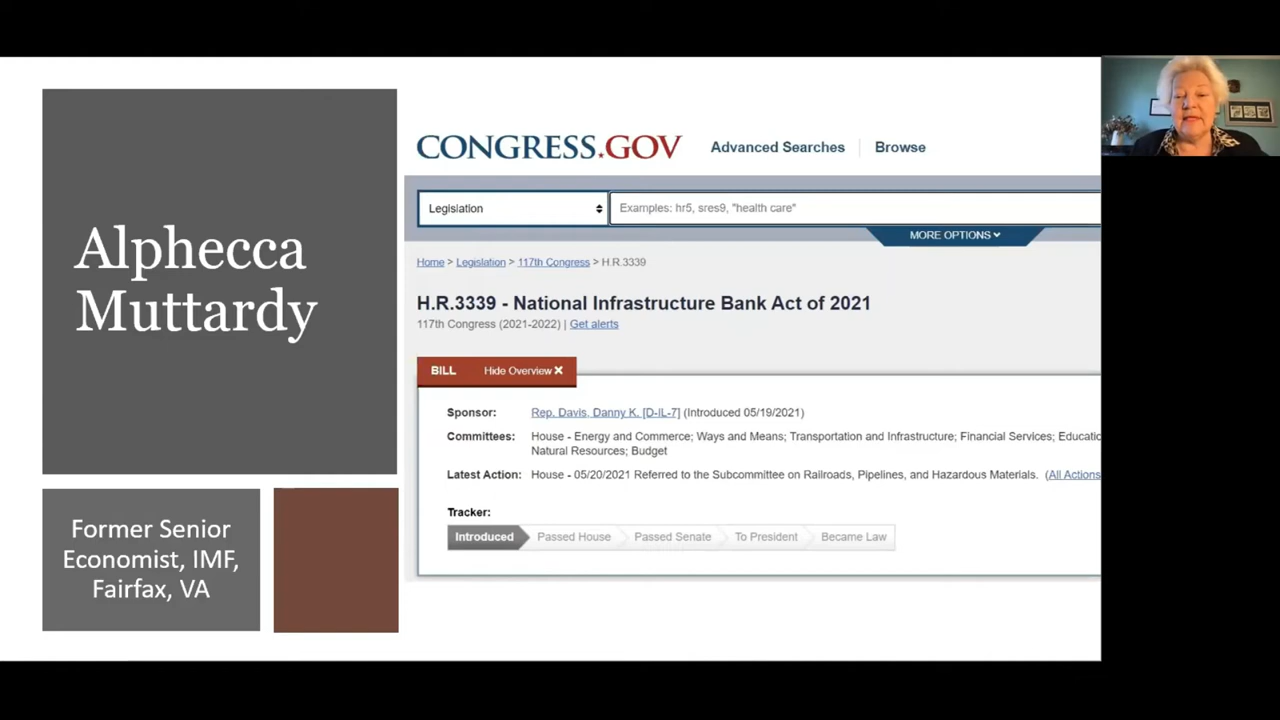 Alphecca
Muttardy
Former Senior
Economist, IMF,
Fairfax, VA
CONGRESS.GOV
Advanced Searches
Browse
Legislation
Examples: hr5, sres9, "health care"
MORE OPTIONS
Home > Legislation > 117th Congress > H.R.3339
H.R.3339 - National Infrastructure Bank Act of 2021
117th Congress (2021-2022) | Get alerts
BILL Hide Overview ×
Sponsor: Rep. Davis, Danny K. [D-IL-7] (Introduced 05/19/2021)
Committees: House - Energy and Commerce; Ways and Means; Transportation and Infrastructure; Financial Services; Educatio
Natural Resources; Budget
Latest Action: House - 05/20/2021 Referred to the Subcommittee on Railroads, Pipelines, and Hazardous Materials. (All Actions
Tracker:
Introduced Passed House Passed Senate To President Became Law